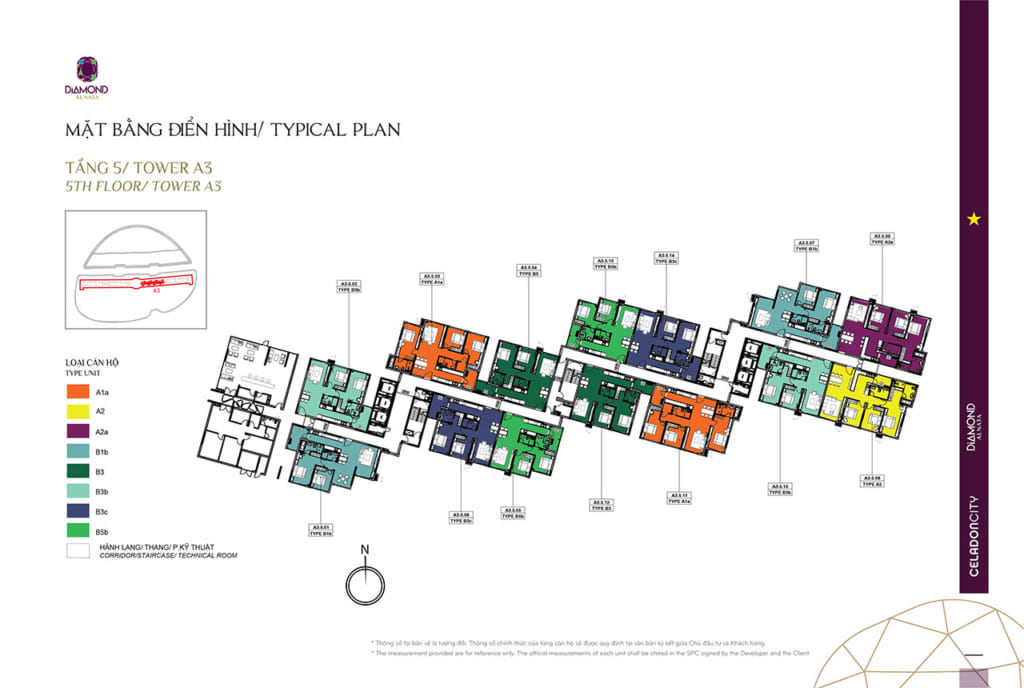 DIAMOND
ALNATA
MẶT BẰNG ĐIỂN HÌNH/ TYPICAL PLAN
TẦNG 5/ TOWER A3
5TH FLOOR/ TOWER A3
A3
LOẠI CĂN HỘ
TYPE UNIT
A1a
A2
A2a
B1b
B3
B3b
B3c
B5b
HÀNH LANG/ THANG/ P.KỸ THUẬT
CORRIDOR/STAIRCASE/ TECHNICAL ROOM
A3.5.02
A3.5.03
TYPE A1a
A3.5.04
TYPE B3
A3.5.13
TYPE B5b
A3.5.14
TYPE B3c
A3.5.07
TYPE B1b
A3.5.08
TYPE A2a
A3.5.01
TYPE B1b
A3.5.06
TYPE B3c
A3.5.05
TYPE B5b
A3.5.12
TYPE B3
A3.5.11
TYPE A1a
A3.5.10
TYPE B3b
A3.5.09
TYPE A2
N
DIAMOND
ALNATA
CELADONCITY
* Thông số tại bản vẽ là tương đối. Thông số chính thức của từng căn hộ sẽ được quy định tại văn bản ký kết giữa Chủ đầu tư và Khách hàng.
* The measurement provided are for reference only. The official measurements of each unit shall be stated in the SPC signed by the Developer and the Client